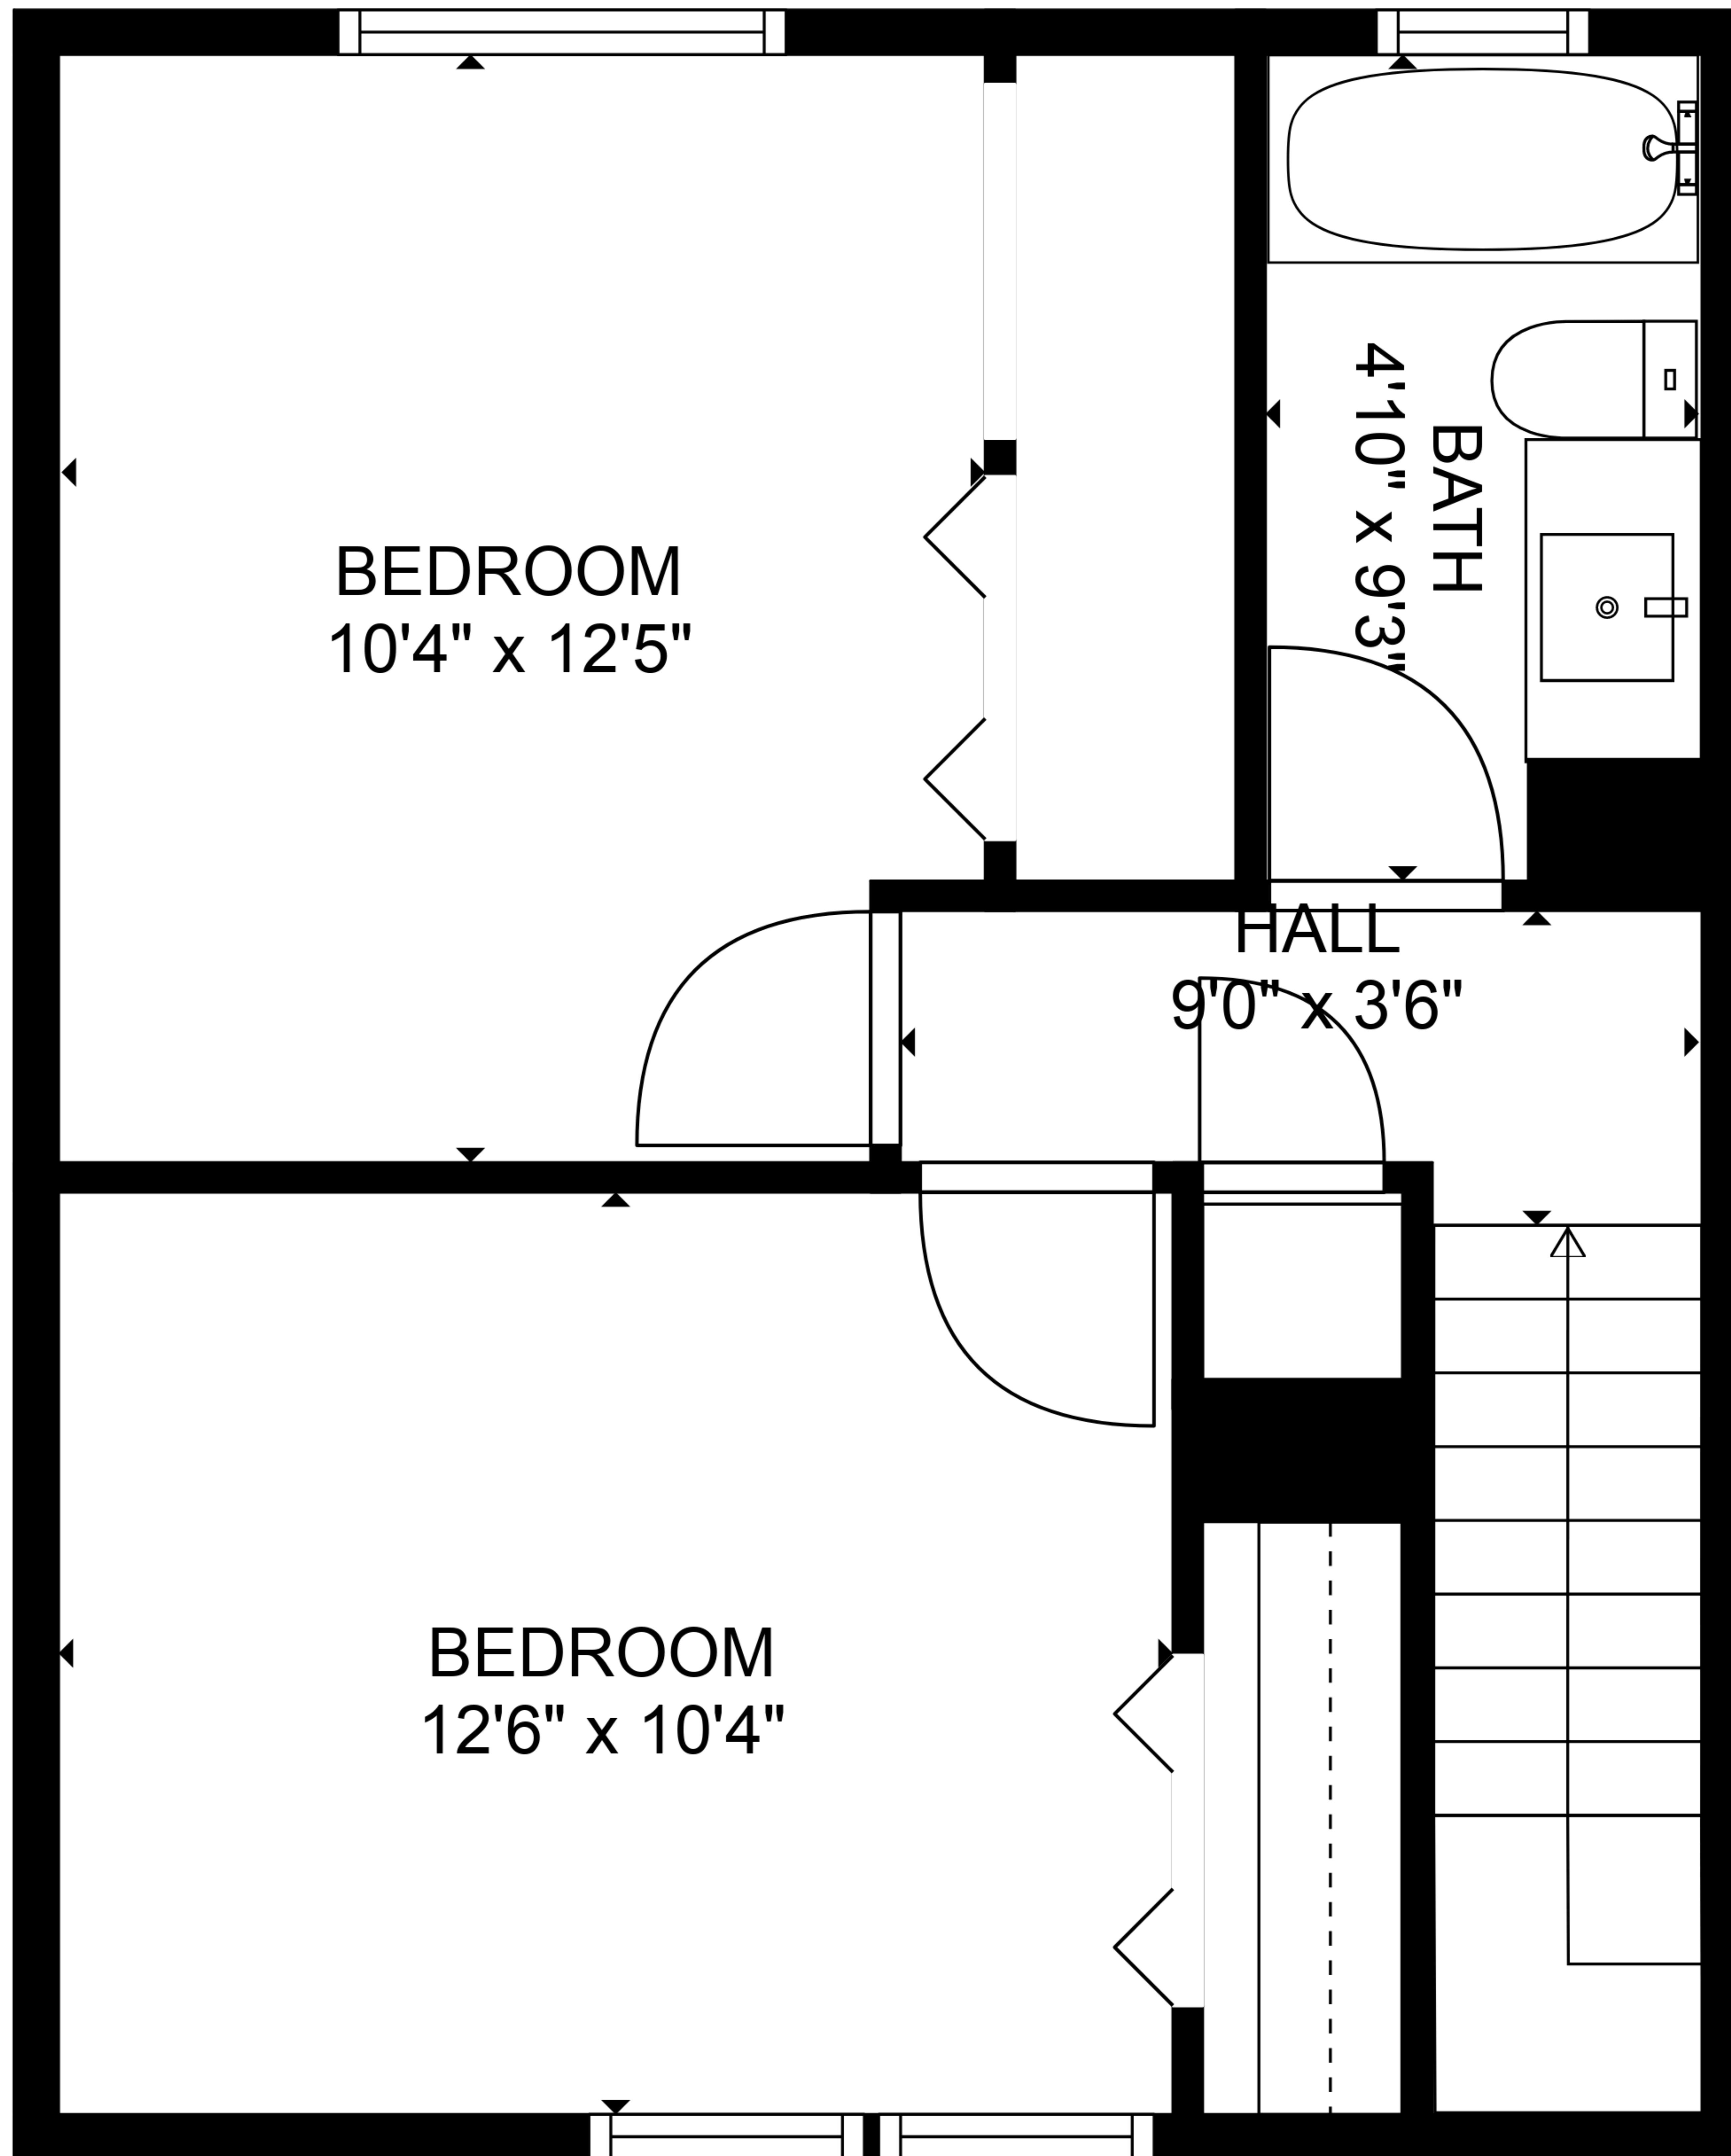 BEDROOM
10'4" x 12'5"
BATH
4'10" x 9'3"
HALL
9'0" x 3'6"
BEDROOM
12'6" x 10'4"